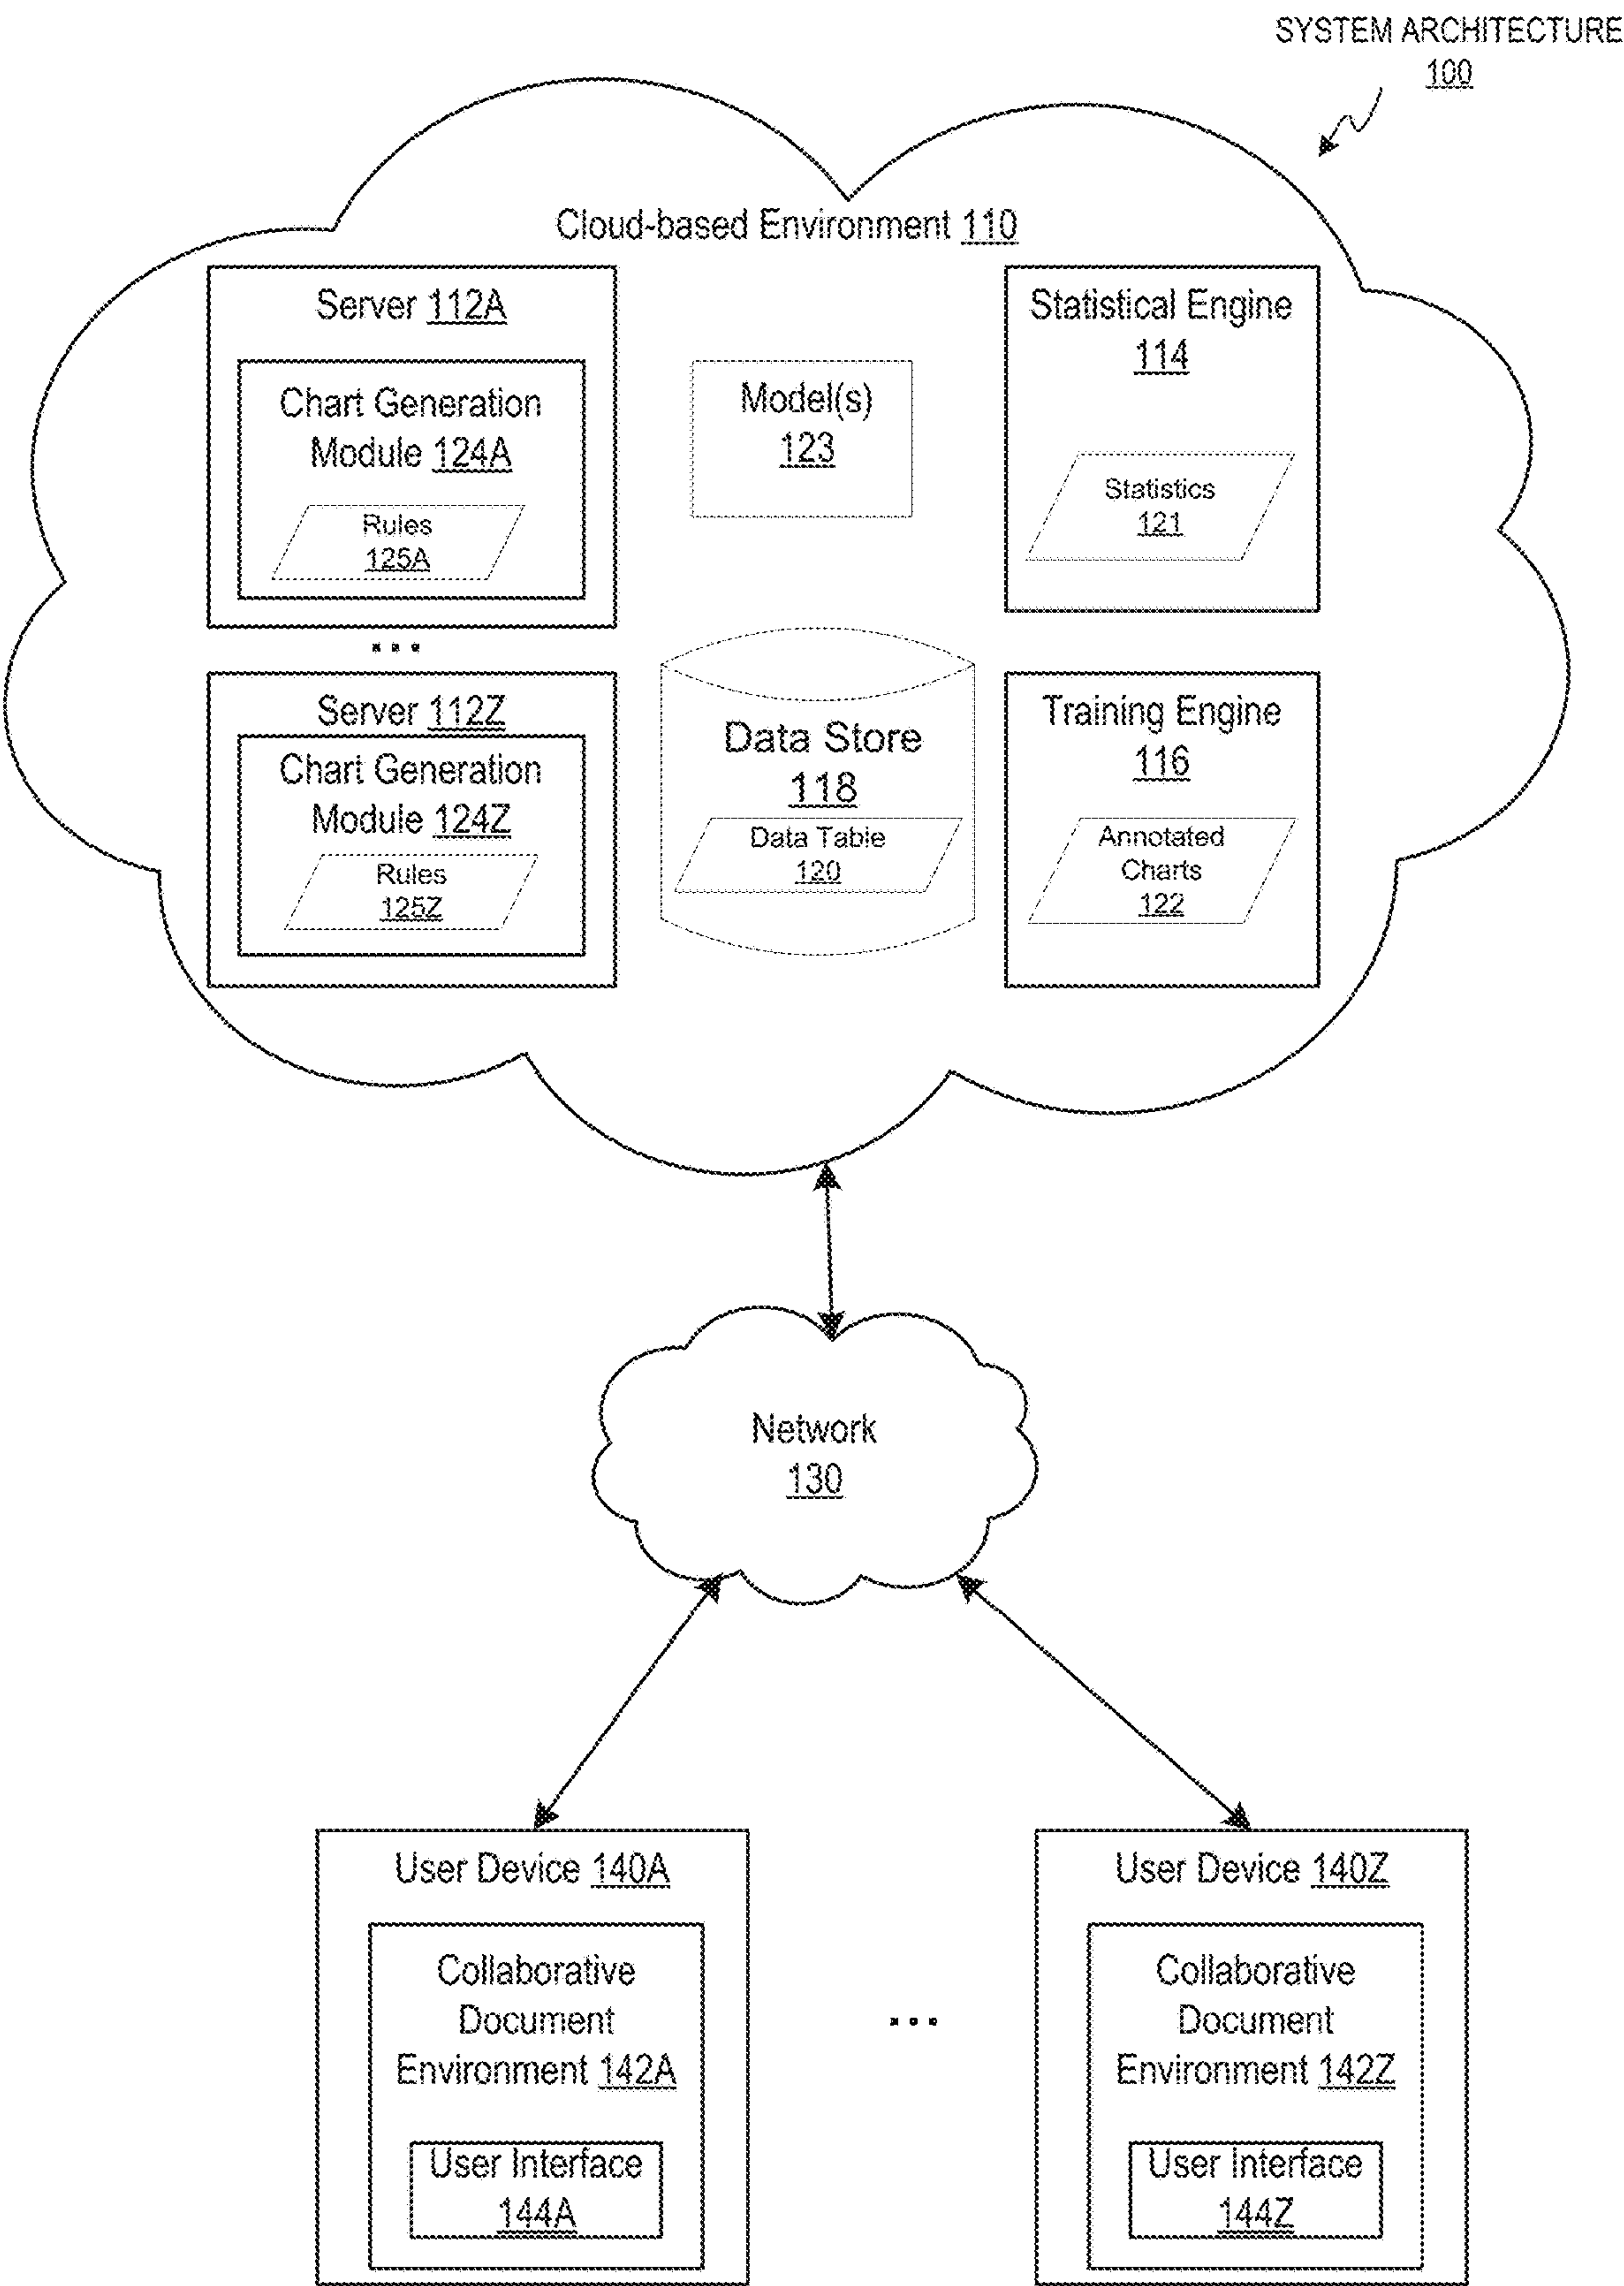 SYSTEM ARCHITECTURE
100
Cloud-based Environment 110
Server 112A
Chart Generation
Module 124A
Rules
125A
...
Server 112Z
Chart Generation
Module 124Z
Rules
125Z
Model(s)
123
Data Store
118
Data Table
120
Statistical Engine
114
Statistics
121
Training Engine
116
Annotated
Charts
122
Network
130
User Device 140A
Collaborative
Document
Environment 142A
User Interface
144A
...
User Device 140Z
Collaborative
Document
Environment 142Z
User Interface
144Z